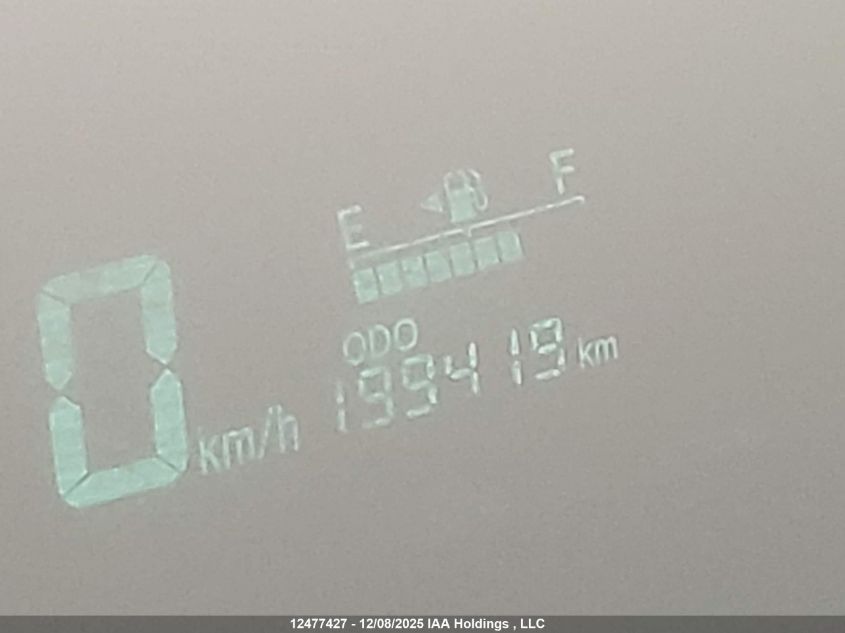 E F
ODO
0 km/h 199419 km
12477427 - 12/08/2025 IAA Holdings , LLC